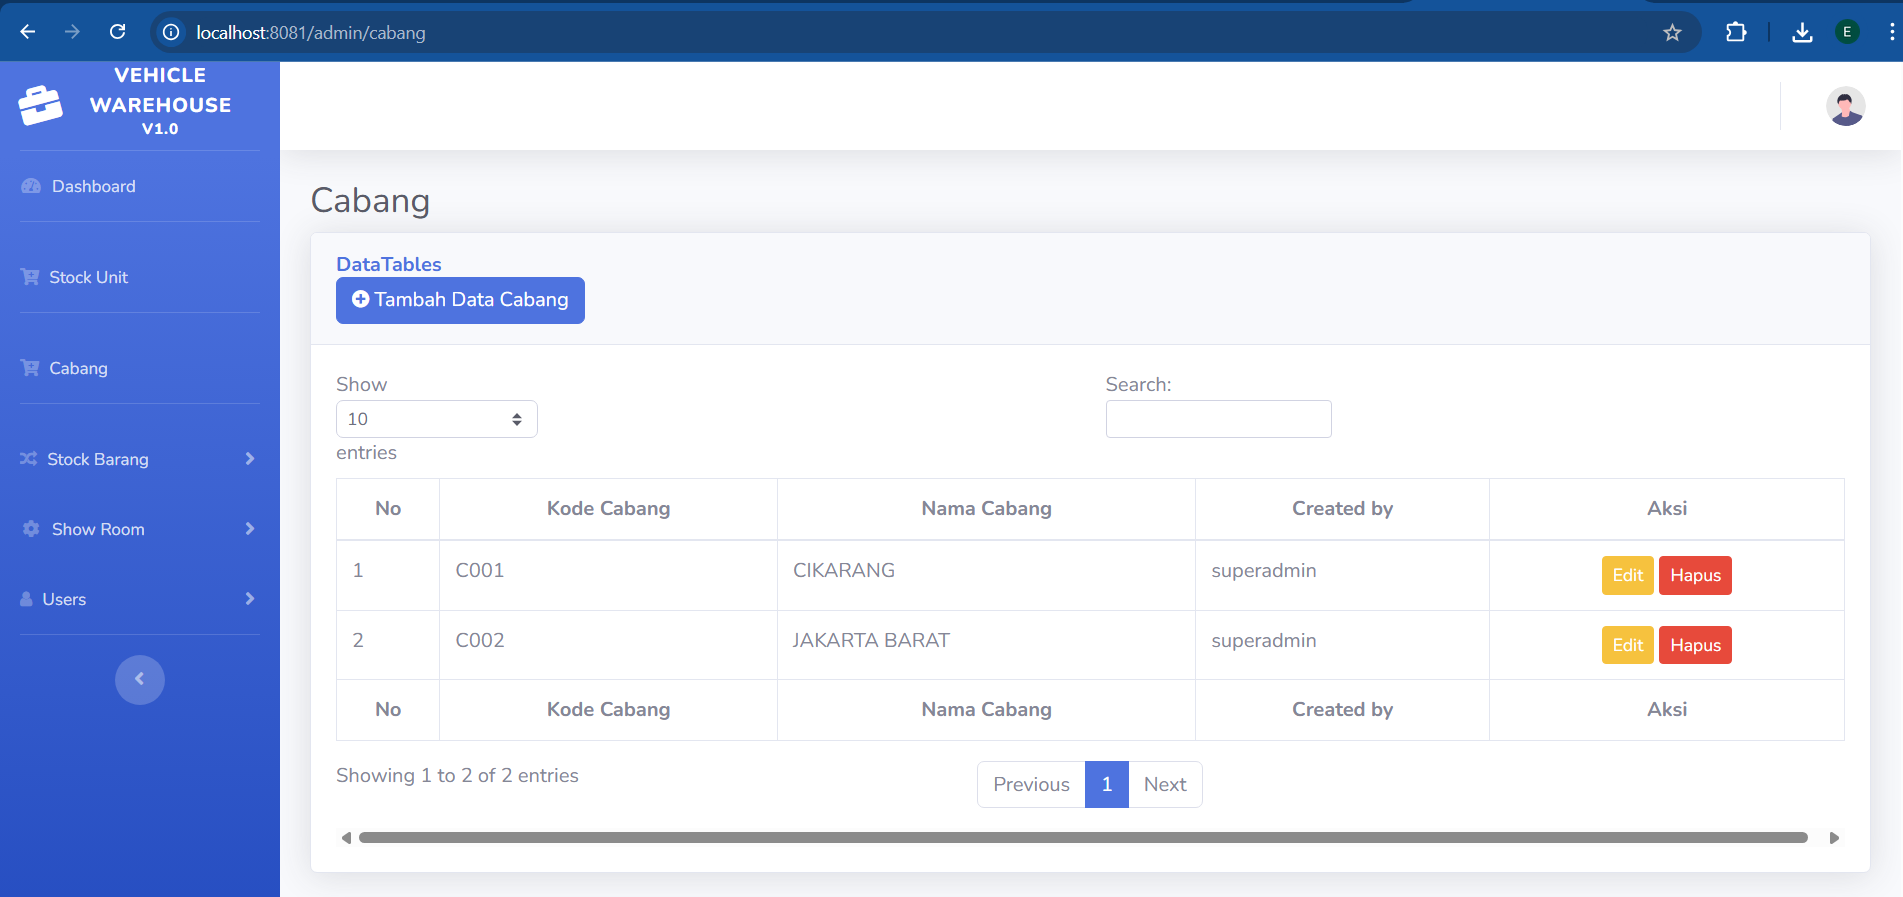 localhost:8081/admin/cabang
E
VEHICLE
WAREHOUSE
V1.0
Dashboard
Stock Unit
Cabang
Stock Barang
Show Room
Users
Cabang
DataTables
Tambah Data Cabang
Show
10
entries
Search:
No Kode Cabang Nama Cabang Created by Aksi
1 C001 CIKARANG superadmin Edit Hapus
2 C002 JAKARTA BARAT superadmin Edit Hapus
No Kode Cabang Nama Cabang Created by Aksi
Showing 1 to 2 of 2 entries
Previous 1 Next